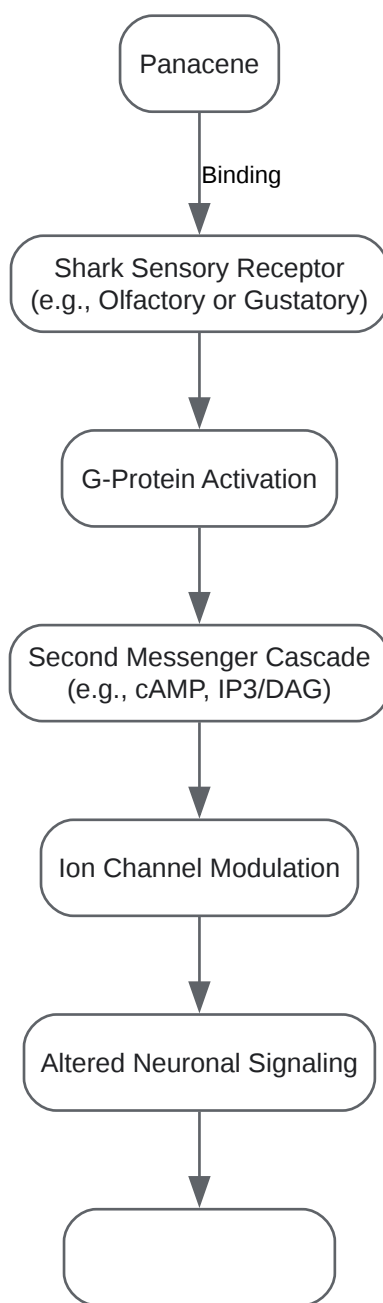 Panacene
Binding
Shark Sensory Receptor
(e.g., Olfactory or Gustatory)
G-Protein Activation
Second Messenger Cascade
(e.g., cAMP, IP3/DAG)
Ion Channel Modulation
Altered Neuronal Signaling